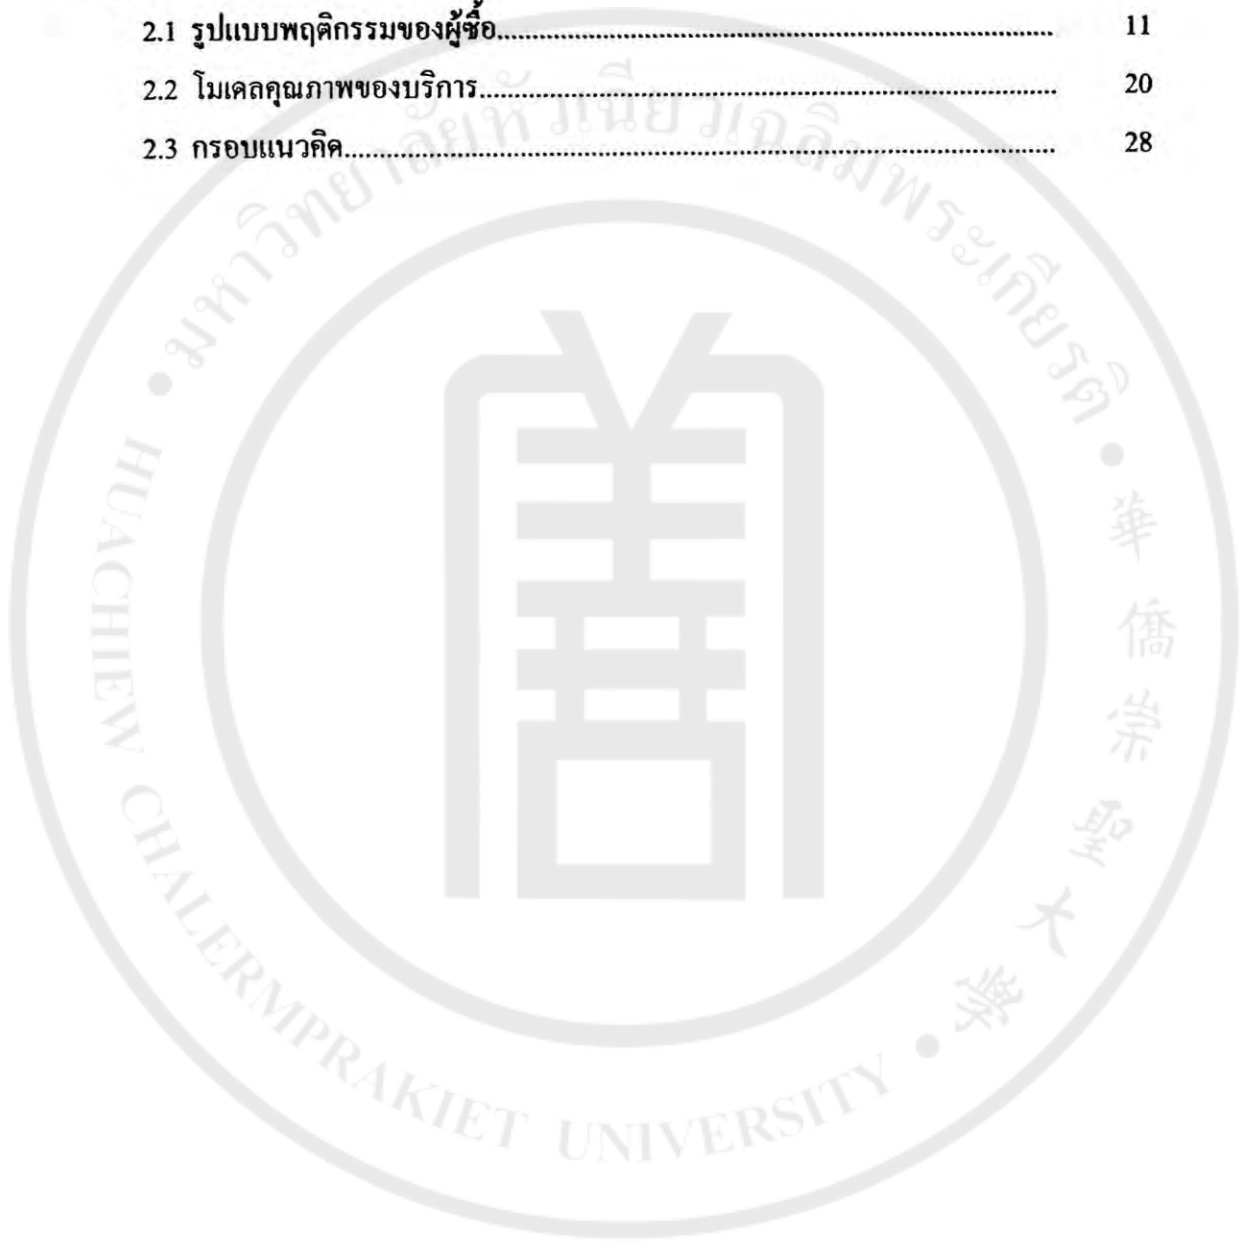 2.1 รูปแบบพฤติกรรมของผู้ซื้อ.................................................................................. 11
2.2 โมเดลคุณภาพของบริการ..................................................................................... 20
2.3 กรอบแนวคิด......................................................................................................... 28
มหาวิทยาลัยหัวเฉียวเฉลิมพระเกียรติ
華僑崇聖大學
HUACHIEW CHALERMPRAKIET UNIVERSITY
善